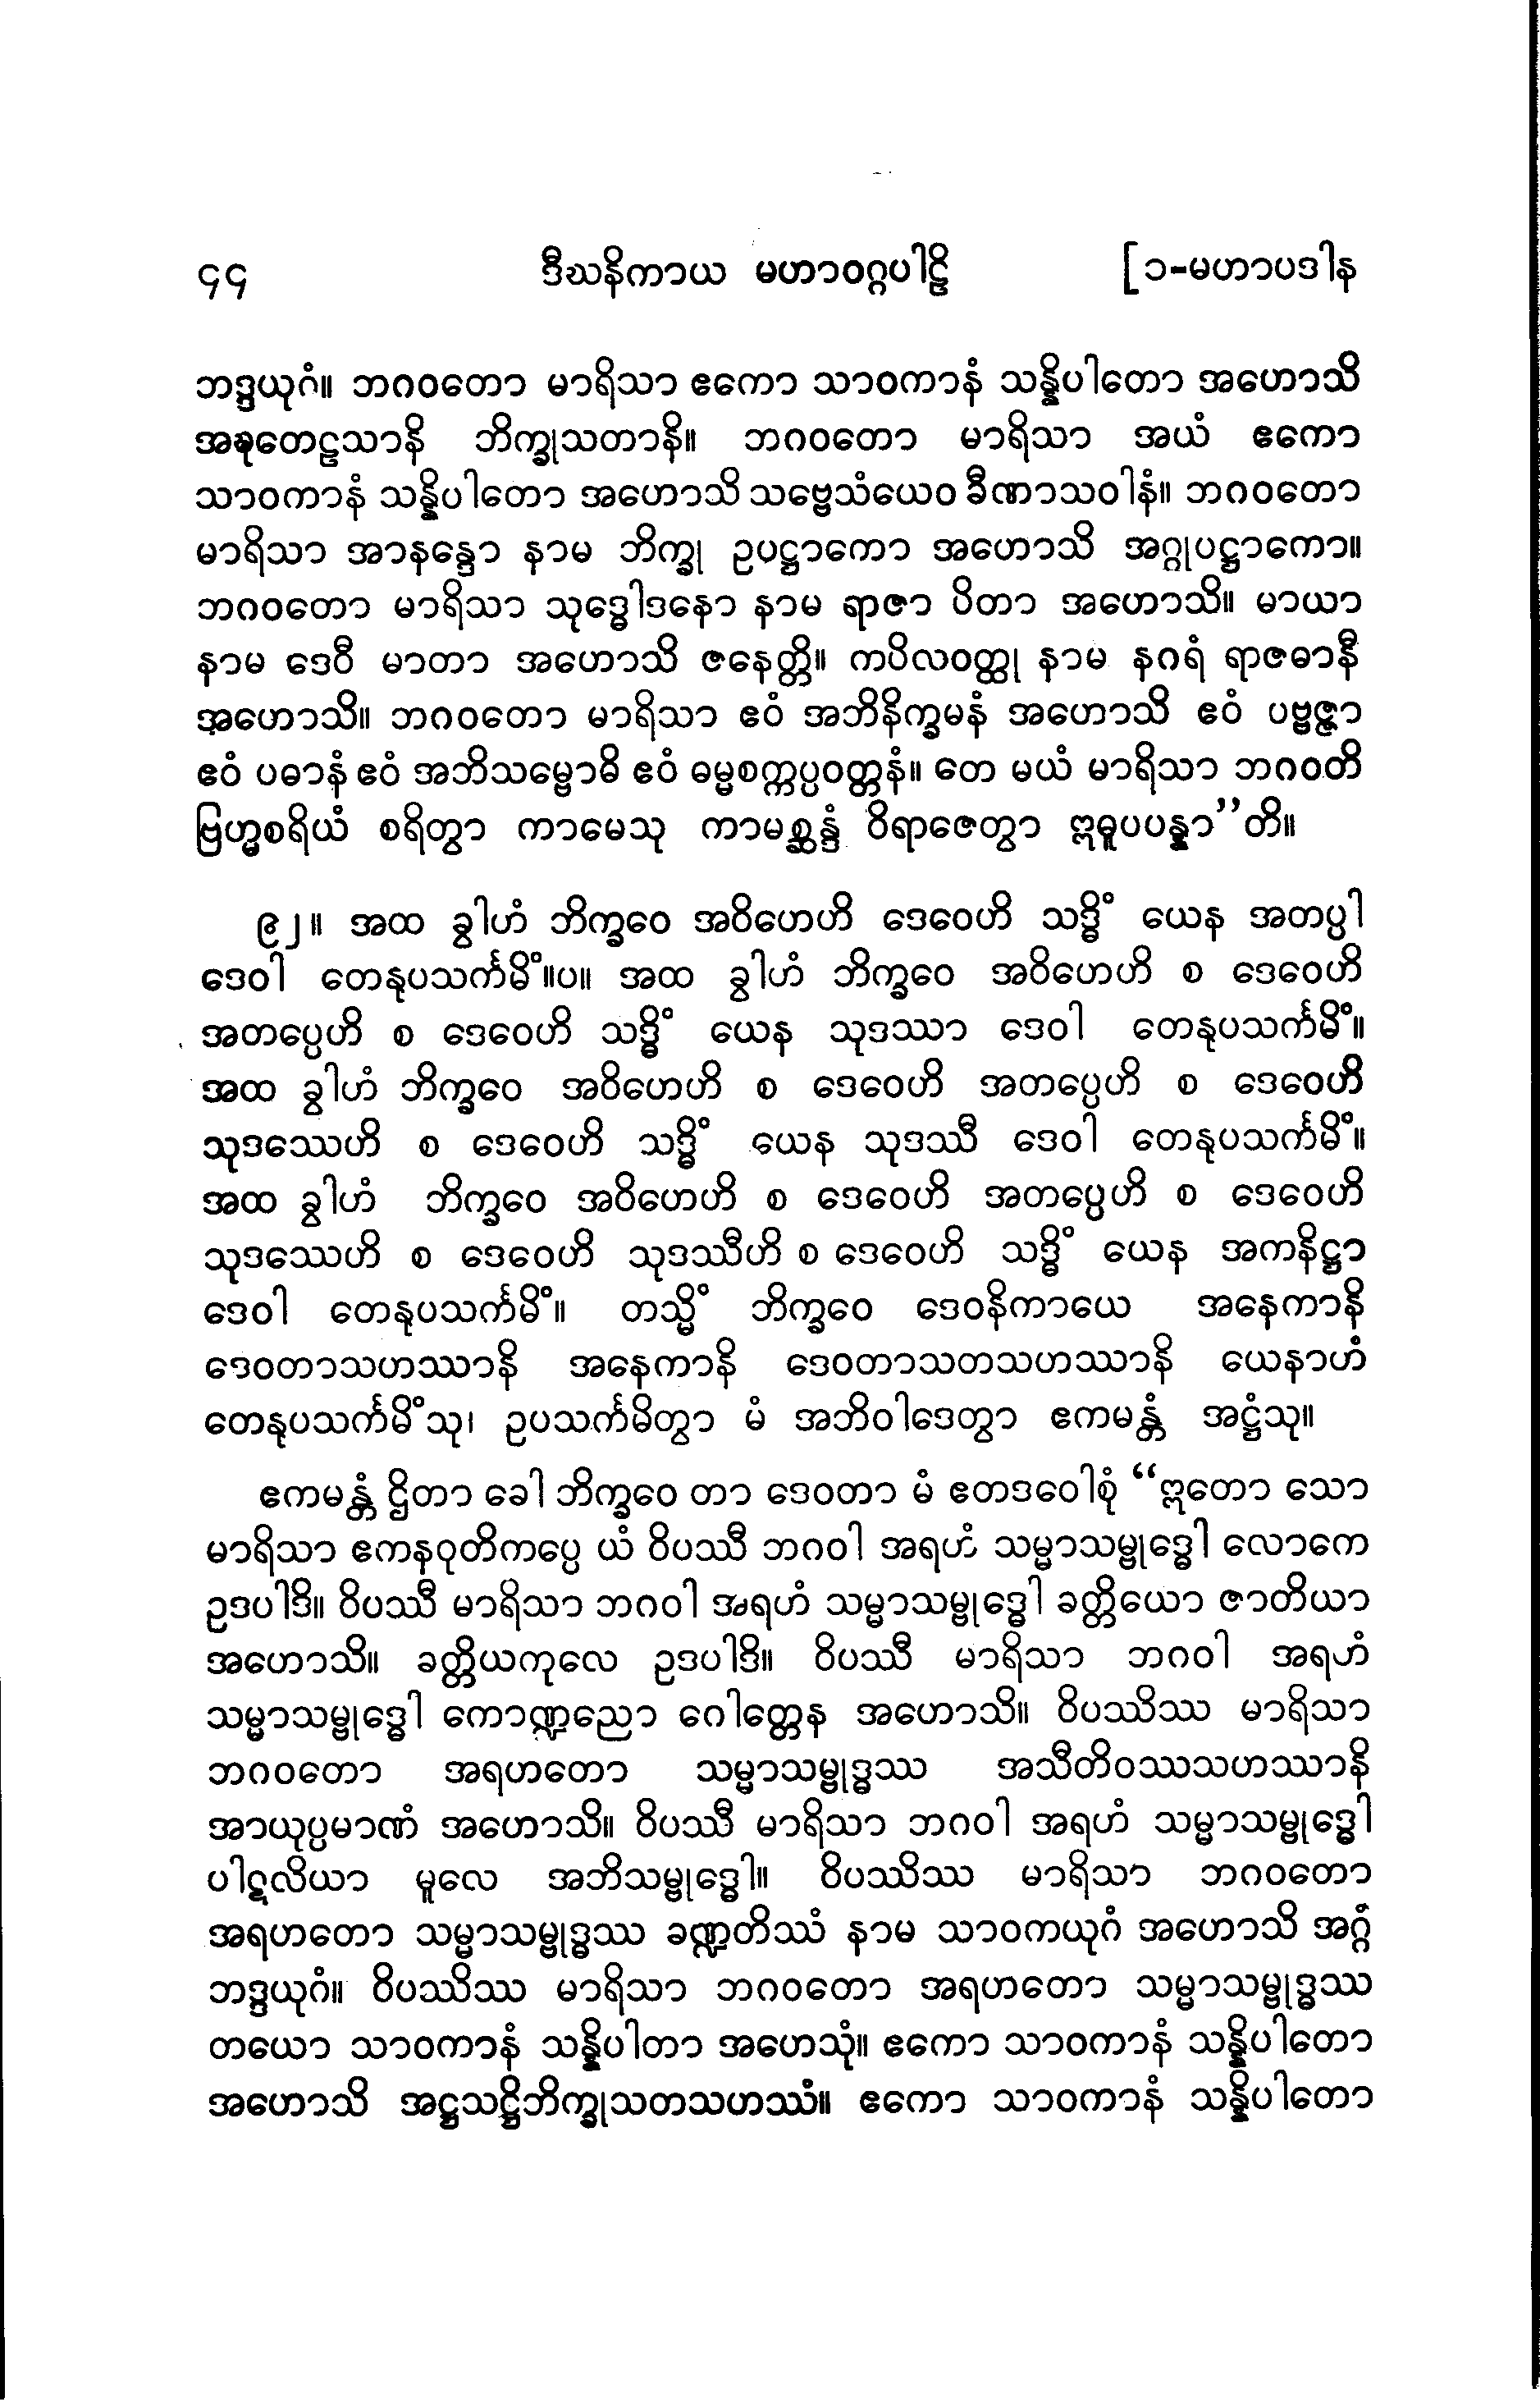 ၄၄ ဒီဃနိကာယ မဟာဝဂ္ဂပါဠိ [၁-မဟာပဒါန
ဘဒ္ဒယုဂံ။ ဘဂဝတော မာရိသာ ဧကော သာဝကာနံ သန္နိပါတော အဟောသိ
အဍ္ဎတေဠသာနိ ဘိက္ခုသတာနိ။ ဘဂဝတော မာရိသာ အယံ ဧကော
သာဝကာနံ သန္နိပါတော အဟောသိ သဗ္ဗေသံယေဝ ခီဏာသဝါနံ။ ဘဂဝတော
မာရိသာ အာနန္ဒော နာမ ဘိက္ခု ဥပဋ္ဌာကော အဟောသိ အဂ္ဂုပဋ္ဌာကော။
ဘဂဝတော မာရိသာ သုဒ္ဓေါဒနော နာမ ရာဇာ ပိတာ အဟောသိ။ မာယာ
နာမ ဒေဝီ မာတာ အဟောသိ ဇနေတ္တိ။ ကပိလဝတ္ထု နာမ နဂရံ ရာဇဓာနီ
အဟောသိ။ ဘဂဝတော မာရိသာ ဧဝံ အဘိနိက္ခမနံ အဟောသိ ဧဝံ ပဗ္ဗဇ္ဇာ
ဧဝံ ပဓာနံ ဧဝံ အဘိသမ္ဗောဓိ ဧဝံ ဓမ္မစက္ကပ္ပဝတ္တနံ။ တေ မယံ မာရိသာ ဘဂဝတိ
ဗြဟ္မစရိယံ စရိတွာ ကာမေသု ကာမစ္ဆန္ဒံ ဝိရာဇေတွာ ဣဓူပပန္နာ”တိ။
၉၂။ အထ ခွါဟံ ဘိက္ခဝေ အဝိဟေဟိ ဒေဝေဟိ သဒ္ဓိံ ယေန အတပ္ပါ
ဒေဝါ တေနုပသင်္ကမိံ။ပ။ အထ ခွါဟံ ဘိက္ခဝေ အဝိဟေဟိ စ ဒေဝေဟိ
အတပ္ပေဟိ စ ဒေဝေဟိ သဒ္ဓိံ ယေန သုဒဿာ ဒေဝါ တေနုပသင်္ကမိံ။
အထ ခွါဟံ ဘိက္ခဝေ အဝိဟေဟိ စ ဒေဝေဟိ အတပ္ပေဟိ စ ဒေဝေဟိ
သုဒဿေဟိ စ ဒေဝေဟိ သဒ္ဓိံ ယေန သုဒဿီ ဒေဝါ တေနုပသင်္ကမိံ။
အထ ခွါဟံ ဘိက္ခဝေ အဝိဟေဟိ စ ဒေဝေဟိ အတပ္ပေဟိ စ ဒေဝေဟိ
သုဒဿေဟိ စ ဒေဝေဟိ သုဒဿီဟိ စ ဒေဝေဟိ သဒ္ဓိံ ယေန အကနိဋ္ဌာ
ဒေဝါ တေနုပသင်္ကမိံ။ တသ္မိံ ဘိက္ခဝေ ဒေဝနိကာယေ အနေကာနိ
ဒေဝတာသဟဿာနိ အနေကာနိ ဒေဝတာသတသဟဿာနိ ယေနာဟံ
တေနုပသင်္ကမိံသု၊ ဥပသင်္ကမိတွာ မံ အဘိဝါဒေတွာ ဧကမန္တံ အဋ္ဌံသု။
ဧကမန္တံ ဌိတာ ခေါ ဘိက္ခဝေ တာ ဒေဝတာ မံ ဧတဒဝေါစုံ “ဣတော သော
မာရိသာ ဧကနဝုတိကပ္ပေ ယံ ဝိပဿီ ဘဂဝါ အရဟံ သမ္မာသမ္ဗုဒ္ဓေါ လောကေ
ဥဒပါဒိ။ ဝိပဿီ မာရိသာ ဘဂဝါ အရဟံ သမ္မာသမ္ဗုဒ္ဓေါ ခတ္တိယော ဇာတိယာ
အဟောသိ။ ခတ္တိယကုလေ ဥဒပါဒိ။ ဝိပဿီ မာရိသာ ဘဂဝါ အရဟံ
သမ္မာသမ္ဗုဒ္ဓေါ ကောဏ္ဍညော ဂေါတ္တေန အဟောသိ။ ဝိပဿိဿ မာရိသာ
ဘဂဝတော အရဟတော သမ္မာသမ္ဗုဒ္ဓဿ အသီတိဝဿသဟဿာနိ
အာယုပ္ပမာဏံ အဟောသိ။ ဝိပဿီ မာရိသာ ဘဂဝါ အရဟံ သမ္မာသမ္ဗုဒ္ဓေါ
ပါဋလိယာ မူလေ အဘိသမ္ဗုဒ္ဓေါ။ ဝိပဿိဿ မာရိသာ ဘဂဝတော
အရဟတော သမ္မာသမ္ဗုဒ္ဓဿ ခဏ္ဍတိဿံ နာမ သာဝကယုဂံ အဟောသိ အဂ္ဂံ
ဘဒ္ဒယုဂံ။ ဝိပဿိဿ မာရိသာ ဘဂဝတော အရဟတော သမ္မာသမ္ဗုဒ္ဓဿ
တယော သာဝကာနံ သန္နိပါတာ အဟေသုံ။ ဧကော သာဝကာနံ သန္နိပါတော
အဟောသိ အဋ္ဌသဋ္ဌိဘိက္ခုသတသဟဿံ။ ဧကော သာဝကာနံ သန္နိပါတော